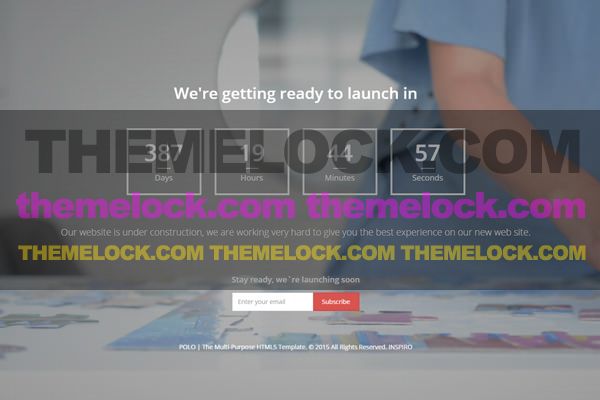 We're getting ready to launch in
THEMELOCK.COM
387 19 44 57
Days Hours Minutes Seconds
themelock.com themelock.com
Our website is under construction, we are working very hard to give you the best experience on our new web site.
THEMELOCK.COM THEMELOCK.COM THEMELOCK.COM
Stay ready, we´re launching soon
Enter your email Subscribe
POLO | The Multi-Purpose HTML5 Template. © 2015 All Rights Reserved. INSPIRO